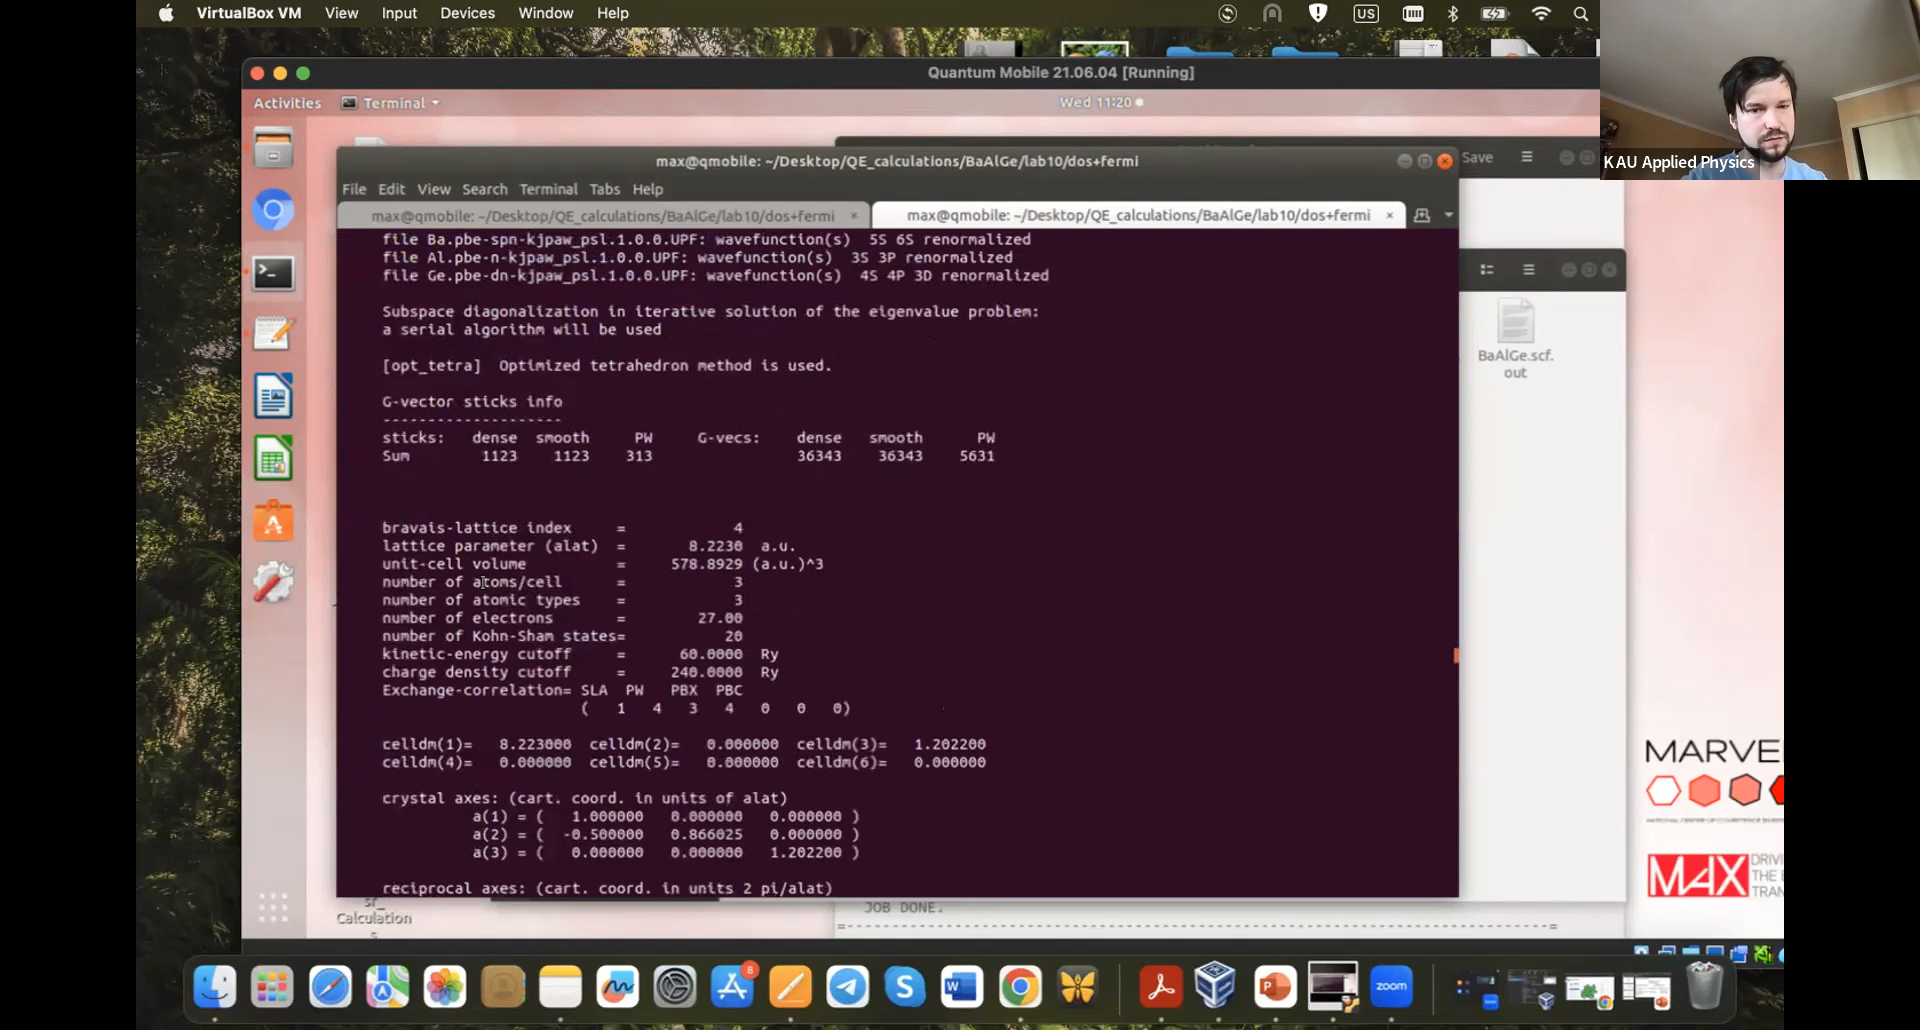 VirtualBox VM View Input Devices Window Help
US
Quantum Mobile 21.06.04 [Running]
Activities Terminal Wed 11:20
KAU Applied Physics
max@qmobile: ~/Desktop/QE_calculations/BaAlGe/lab10/dos+fermi
Save
File Edit View Search Terminal Tabs Help
max@qmobile: ~/Desktop/QE_calculations/BaAlGe/lab10/dos+fermi × max@qmobile: ~/Desktop/QE_calculations/BaAlGe/lab10/dos+fermi ×
file Ba.pbe-spn-kjpaw_psl.1.0.0.UPF: wavefunction(s) 5S 6S renormalized
file Al.pbe-n-kjpaw_psl.1.0.0.UPF: wavefunction(s) 3S 3P renormalized
file Ge.pbe-dn-kjpaw_psl.1.0.0.UPF: wavefunction(s) 4S 4P 3D renormalized
Subspace diagonalization in iterative solution of the eigenvalue problem:
a serial algorithm will be used
[opt_tetra] Optimized tetrahedron method is used.
G-vector sticks info
--------------------
sticks: dense smooth PW G-vecs: dense smooth PW
Sum 1123 1123 313 36343 36343 5631
bravais-lattice index = 4
lattice parameter (alat) = 8.2230 a.u.
unit-cell volume = 578.8929 (a.u.)^3
number of atoms/cell = 3
number of atomic types = 3
number of electrons = 27.00
number of Kohn-Sham states= 20
kinetic-energy cutoff = 60.0000 Ry
charge density cutoff = 240.0000 Ry
Exchange-correlation= SLA PW PBX PBC
( 1 4 3 4 0 0 0)
celldm(1)= 8.223000 celldm(2)= 0.000000 celldm(3)= 1.202200
celldm(4)= 0.000000 celldm(5)= 0.000000 celldm(6)= 0.000000
crystal axes: (cart. coord. in units of alat)
a(1) = ( 1.000000 0.000000 0.000000 )
a(2) = ( -0.500000 0.866025 0.000000 )
a(3) = ( 0.000000 0.000000 1.202200 )
reciprocal axes: (cart. coord. in units 2 pi/alat)
BaAlGe.scf.
out
MARVE
MAX
DRIVI
THE E
TRAN
Calculation
s
JOB DONE.
8
zoom